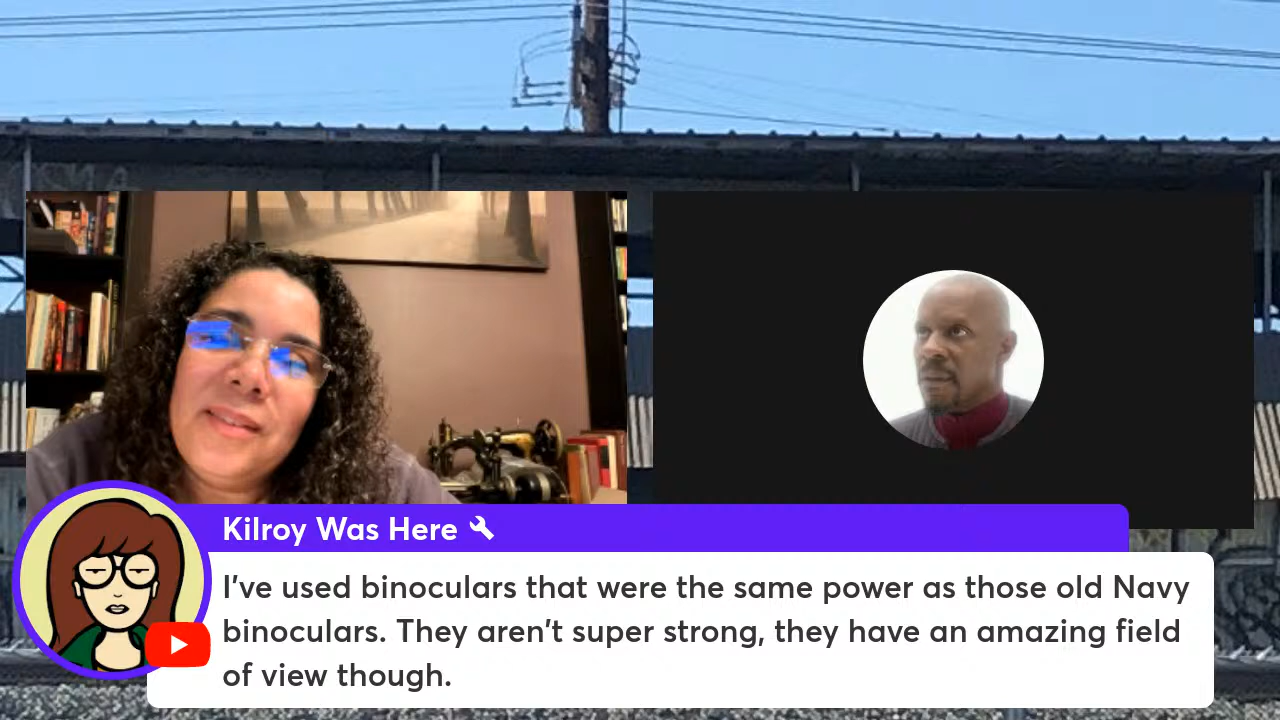 Kilroy Was Here
I've used binoculars that were the same power as those old Navy
binoculars. They aren't super strong, they have an amazing field
of view though.